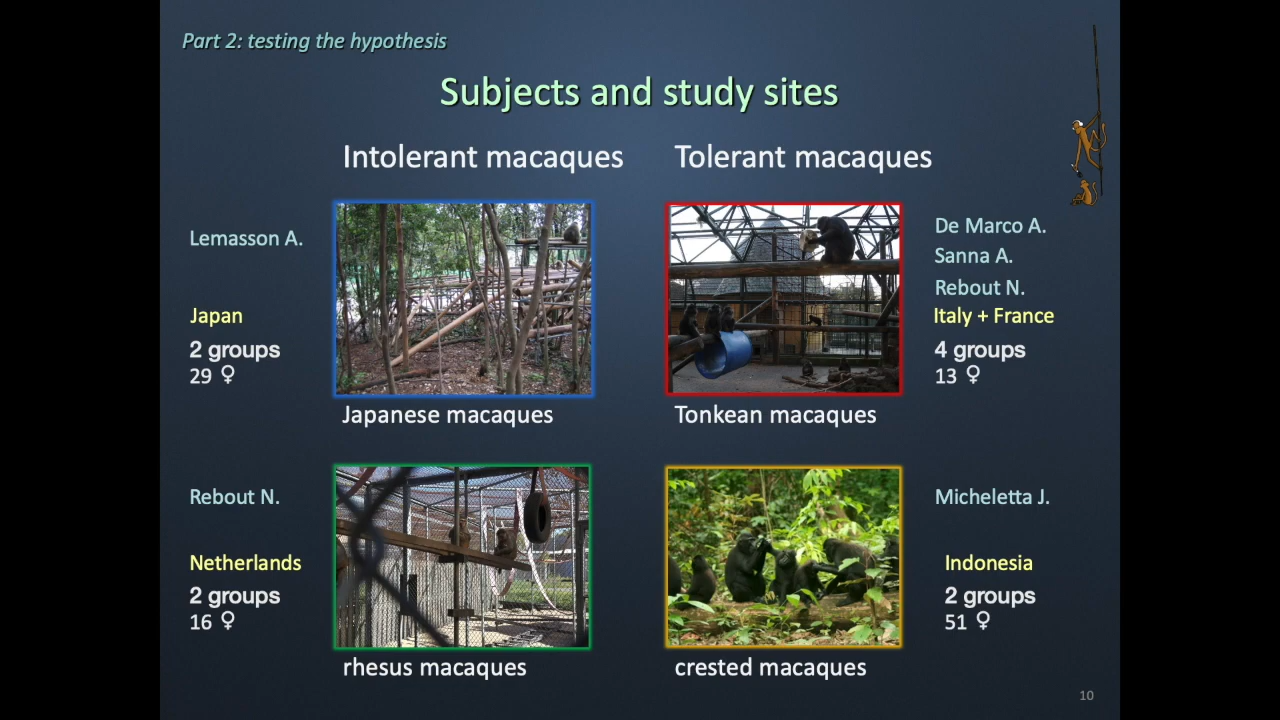 Part 2: testing the hypothesis
Subjects and study sites
Intolerant macaques
Tolerant macaques
Lemasson A.
Japan
2 groups
29 ♀
Japanese macaques
De Marco A.
Sanna A.
Rebout N.
Italy + France
4 groups
13 ♀
Tonkean macaques
Rebout N.
Netherlands
2 groups
16 ♀
rhesus macaques
Micheletta J.
Indonesia
2 groups
51 ♀
crested macaques
10